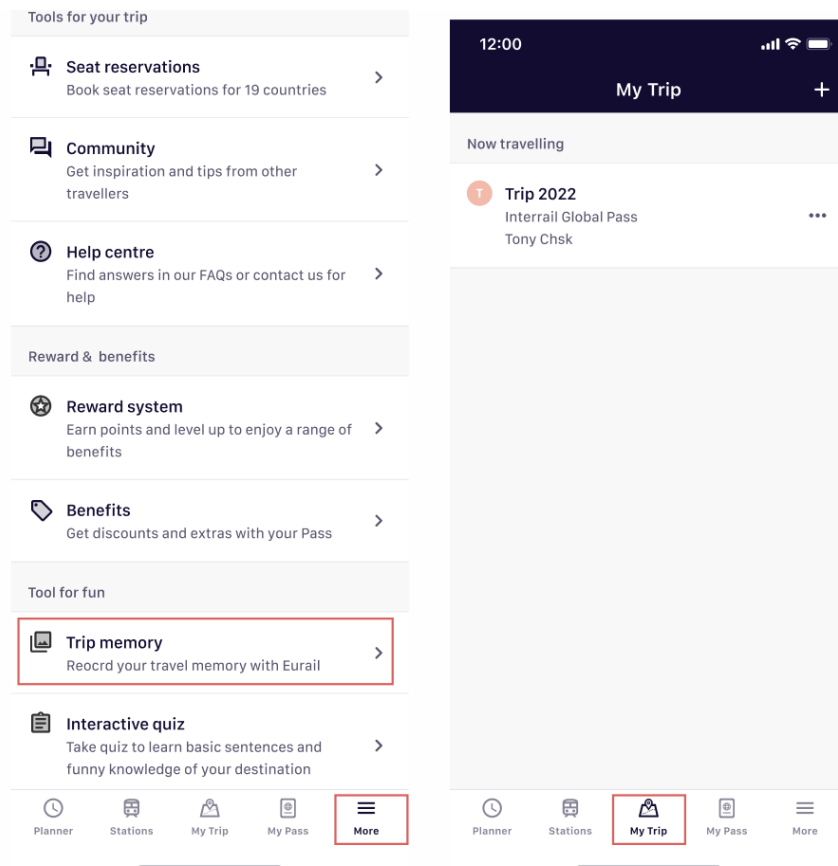 Tools for your trip
Seat reservations
Book seat reservations for 19 countries
Community
Get inspiration and tips from other
travellers
Help centre
Find answers in our FAQs or contact us for
help
Reward & benefits
Reward system
Earn points and level up to enjoy a range of
benefits
Benefits
Get discounts and extras with your Pass
Tool for fun
Trip memory
Reocrd your travel memory with Eurail
Interactive quiz
Take quiz to learn basic sentences and
funny knowledge of your destination
Planner Stations My Trip My Pass More
12:00
My Trip +
Now travelling
T Trip 2022
Interrail Global Pass
Tony Chsk
Planner Stations My Trip My Pass More